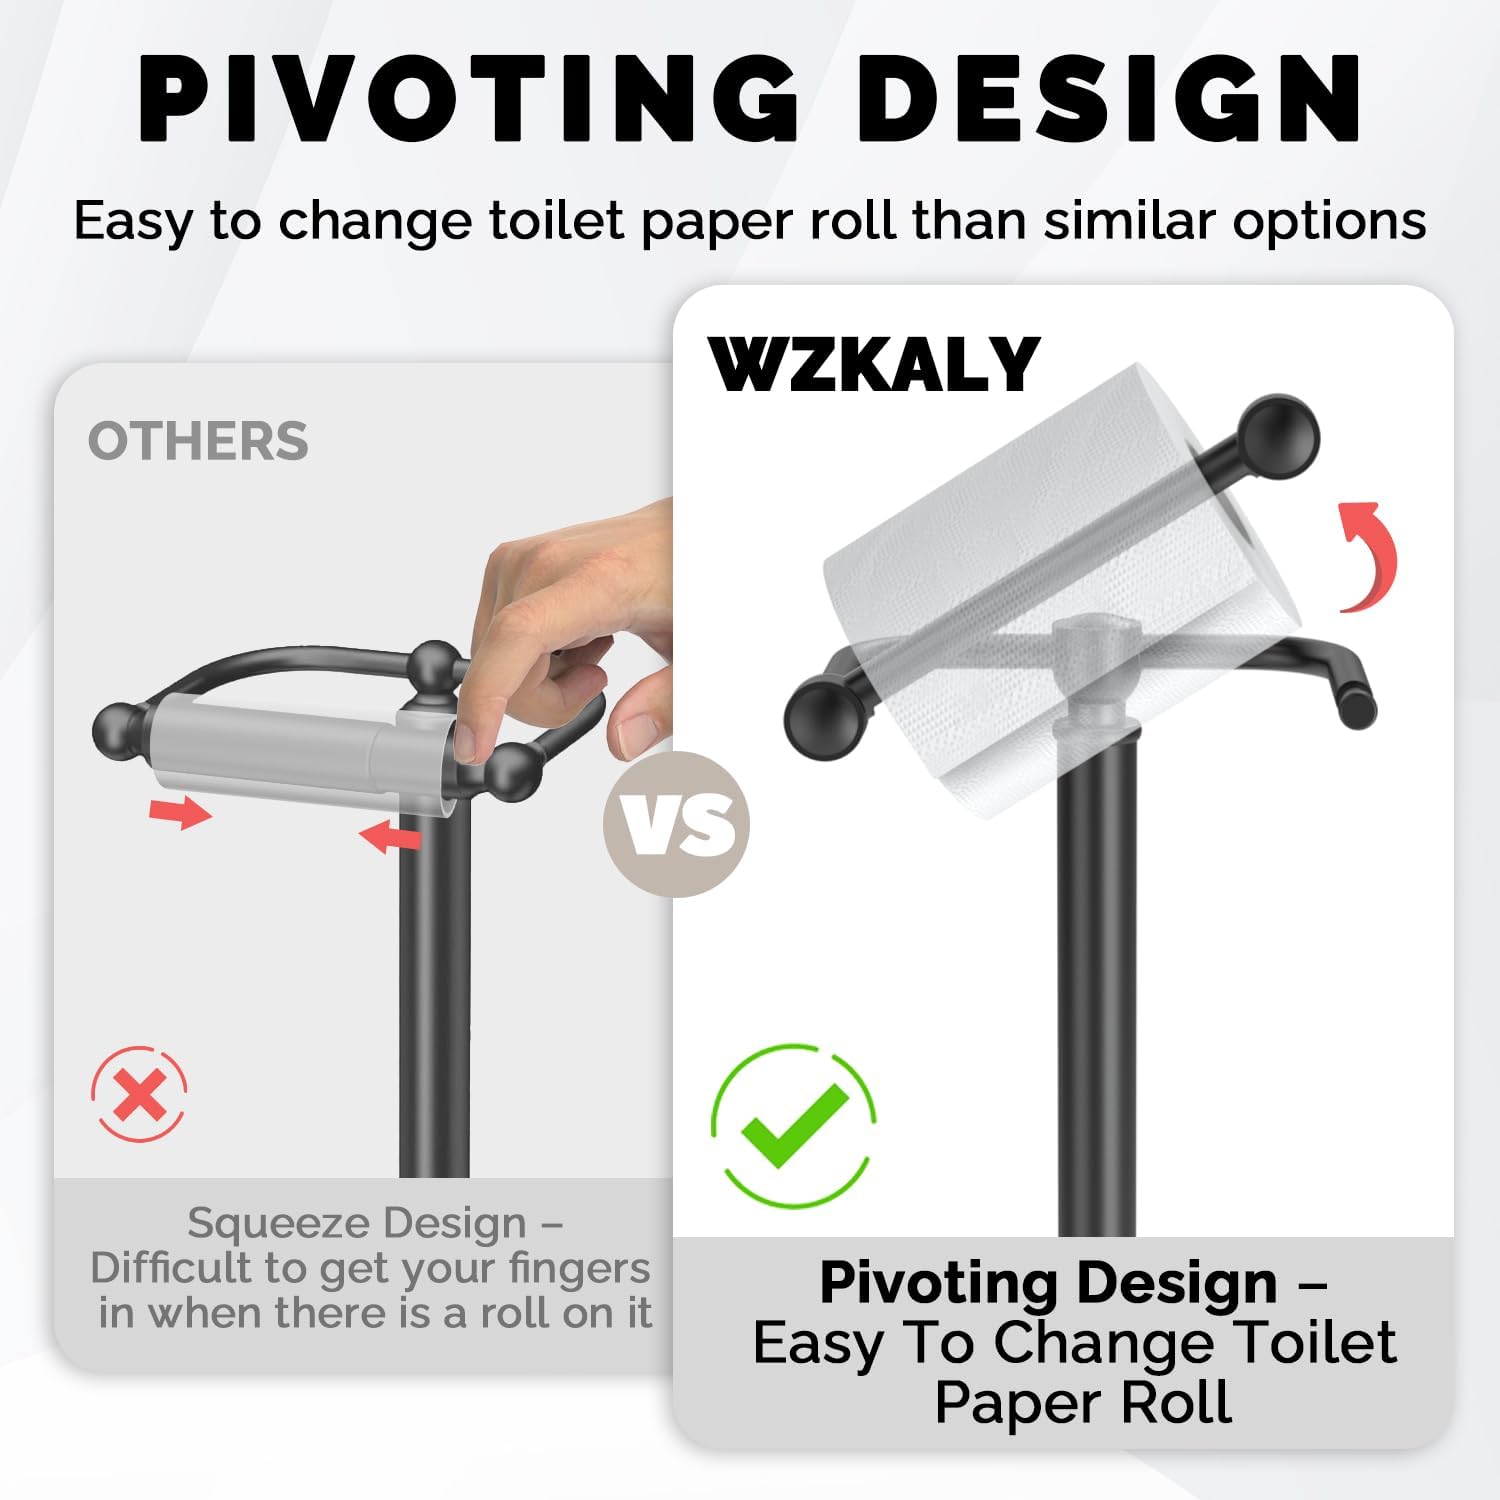 PIVOTING DESIGN
Easy to change toilet paper roll than similar options
OTHERS
Squeeze Design –
Difficult to get your fingers
in when there is a roll on it
VS
WZKALY
Pivoting Design –
Easy To Change Toilet
Paper Roll